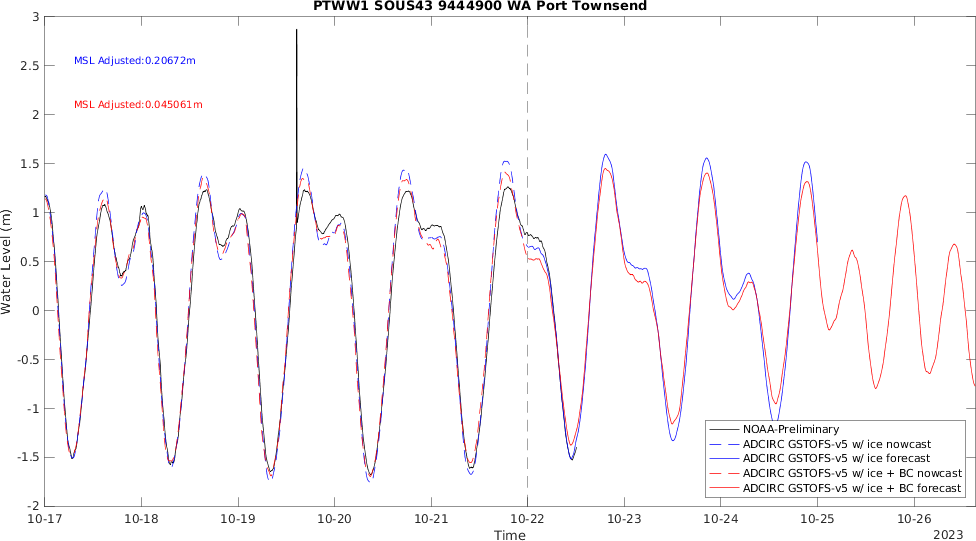 PTWW1 SOUS43 9444900 WA Port Townsend
3
2.5
2
1.5
1
0.5
0
-0.5
-1
-1.5
-2
Water Level (m)
MSL Adjusted:0.20672m
MSL Adjusted:0.045061m
NOAA-Preliminary
ADCIRC GSTOFS-v5 w/ ice nowcast
ADCIRC GSTOFS-v5 w/ ice forecast
ADCIRC GSTOFS-v5 w/ice + BC nowcast
ADCIRC GSTOFS-v5 w/ice + BC forecast
10-17 10-18 10-19 10-20 10-21 10-22 10-23 10-24 10-25 10-26
Time
2023